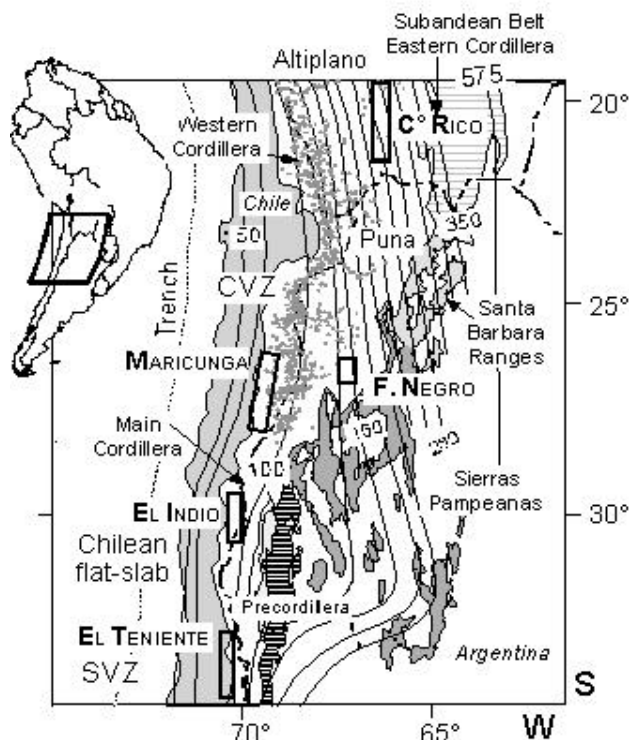 Subandean Belt
Eastern Cordillera
Altiplano
575
20°
Western
Cordillera
C° RICO
Chile
50
350
Puna
Trench
CVZ
25°
Santa
Barbara
Ranges
MARICUNGA
F. NEGRO
Main
Cordillera
150
100
Sierras
Pampeanas
EL INDIO
30°
Chilean
flat-slab
Precordillera
EL TENIENTE
SVZ
Argentina
S
70°
65°
W